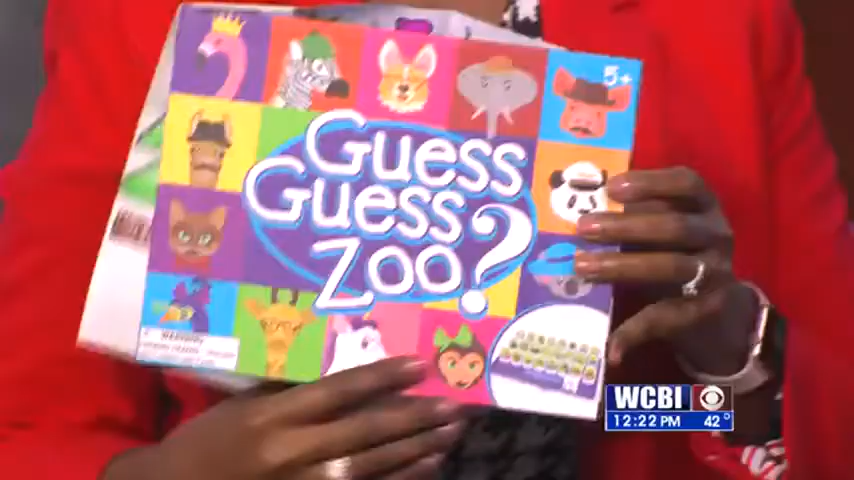 5+
GUESS
GUESS
ZOO?
WARNING:
WCBI
12:22 PM 42°